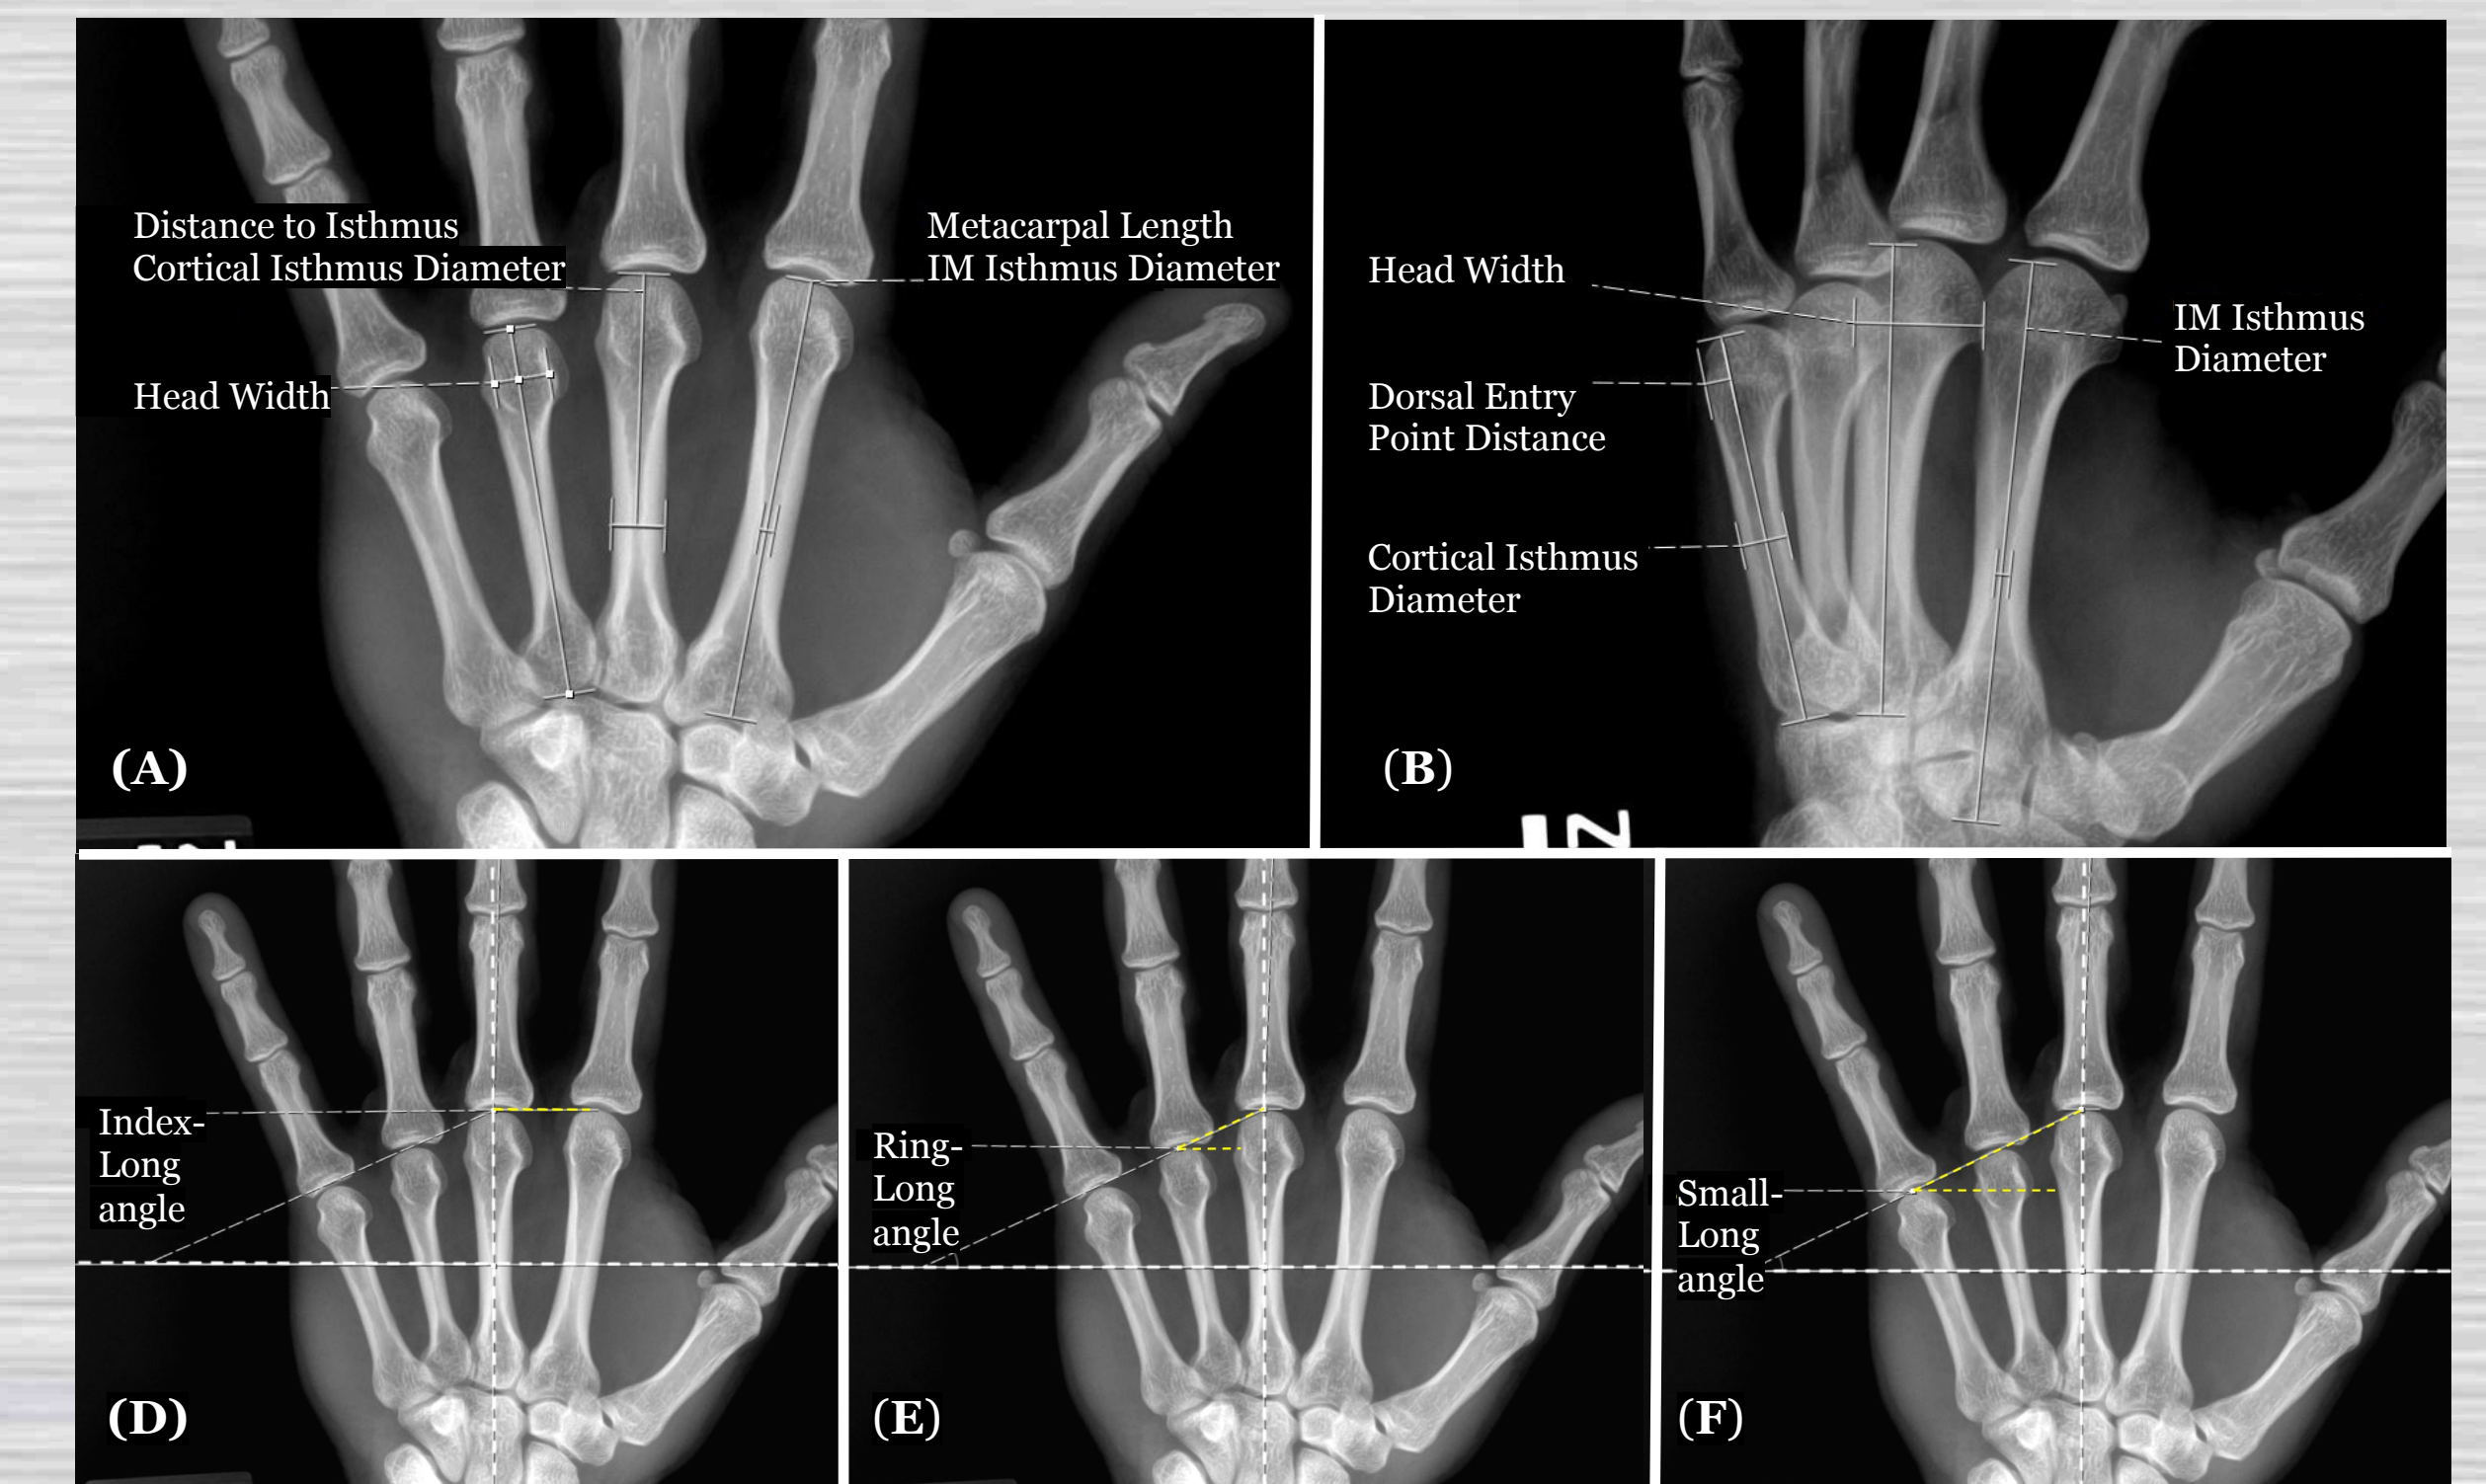 Distance to Isthmus
Cortical Isthmus Diameter
Metacarpal Length
IM Isthmus Diameter
Head Width
(A)
Head Width
IM Isthmus
Diameter
Dorsal Entry
Point Distance
Cortical Isthmus
Diameter
(B)
Index-
Long
angle
(D)
Ring-
Long
angle
(E)
Small-
Long
angle
(F)